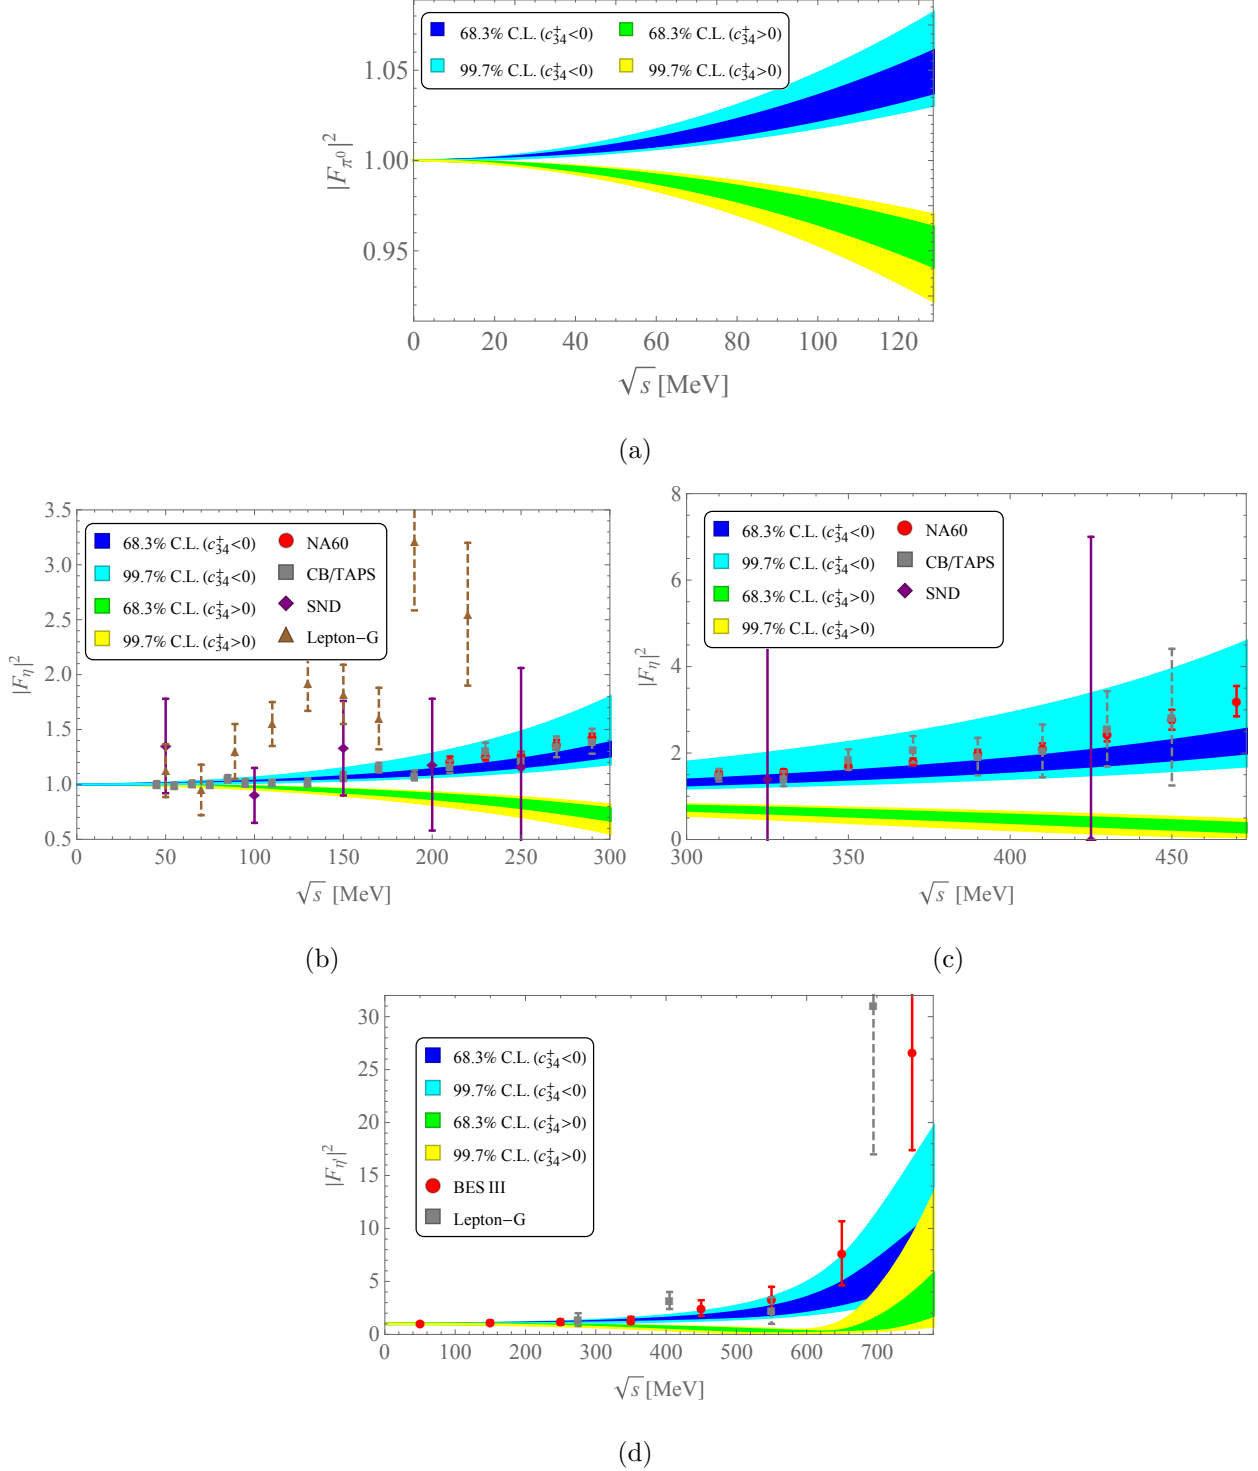 68.3% C.L. (c₃₄⁺<0) 68.3% C.L. (c₃₄⁺>0)
99.7% C.L. (c₃₄⁺<0) 99.7% C.L. (c₃₄⁺>0)
1.05
1.00
0.95
|F_π⁰|²
0 20 40 60 80 100 120
√s [MeV]
(a)
3.5
3.0
2.5
2.0
1.5
1.0
0.5
|F_η|²
68.3% C.L. (c₃₄⁺<0) NA60
99.7% C.L. (c₃₄⁺<0) CB/TAPS
68.3% C.L. (c₃₄⁺>0) SND
99.7% C.L. (c₃₄⁺>0) Lepton−G
0 50 100 150 200 250 300
√s [MeV]
(b)
8
6
4
2
0
|F_η|²
68.3% C.L. (c₃₄⁺<0) NA60
99.7% C.L. (c₃₄⁺<0) CB/TAPS
68.3% C.L. (c₃₄⁺>0) SND
99.7% C.L. (c₃₄⁺>0)
300 350 400 450
√s [MeV]
(c)
30
25
20
15
10
5
0
|F_η'|²
68.3% C.L. (c₃₄⁺<0)
99.7% C.L. (c₃₄⁺<0)
68.3% C.L. (c₃₄⁺>0)
99.7% C.L. (c₃₄⁺>0)
BES III
Lepton−G
0 100 200 300 400 500 600 700
√s [MeV]
(d)